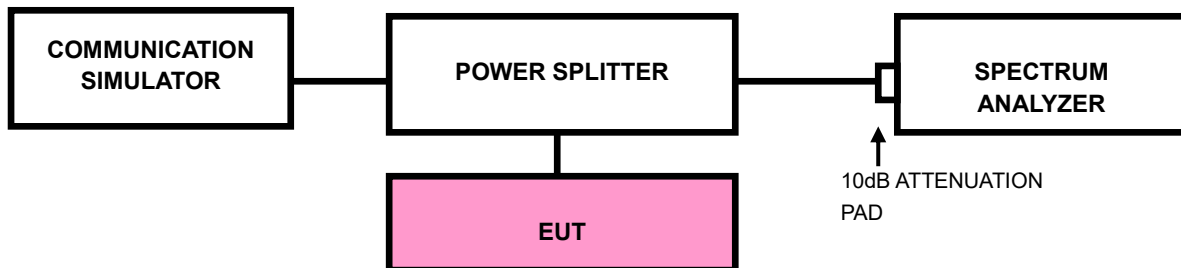 COMMUNICATION
SIMULATOR
POWER SPLITTER
SPECTRUM
ANALYZER
10dB ATTENUATION
PAD
EUT